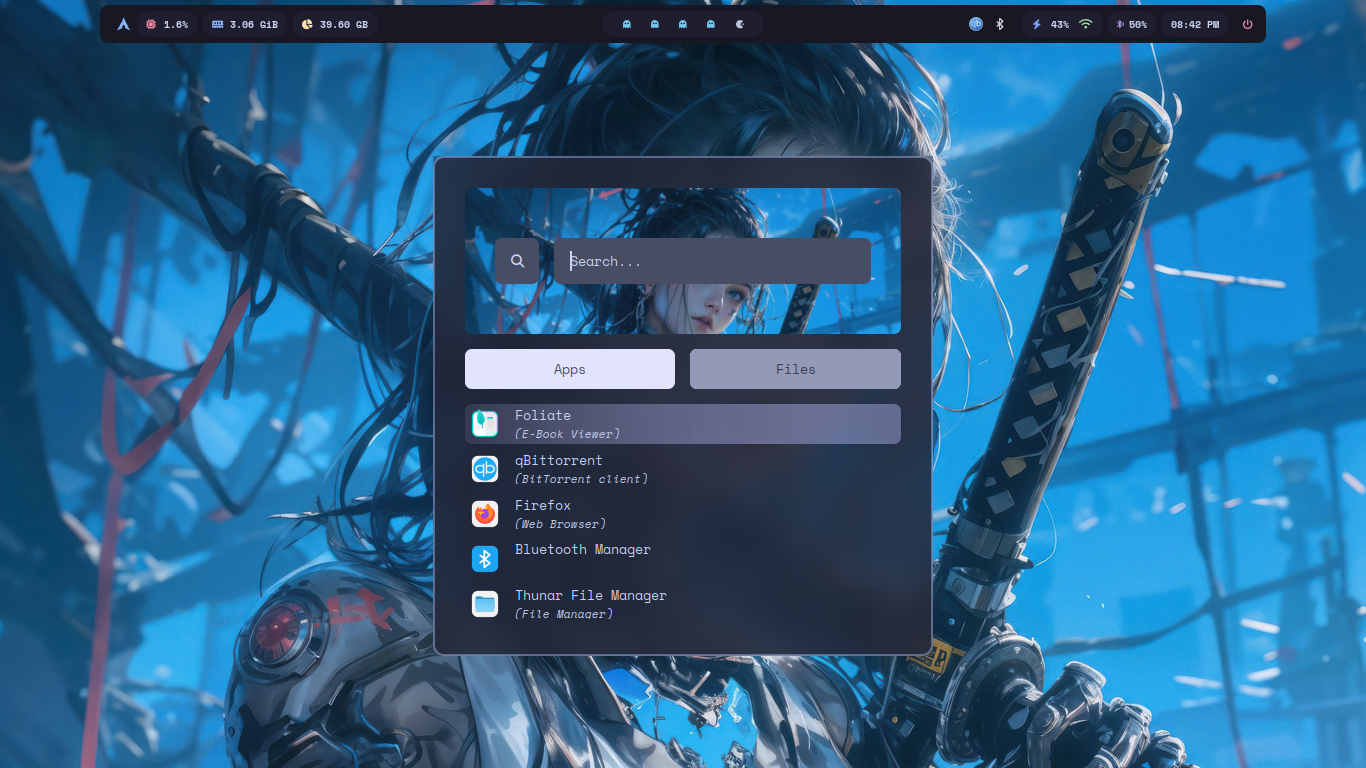 1.6% 3.06 GiB 39.60 GB 43% 50% 08:42 PM
Search...
Apps Files
Foliate
(E-Book Viewer)
qBittorrent
(BitTorrent client)
Firefox
(Web Browser)
Bluetooth Manager
Thunar File Manager
(File Manager)